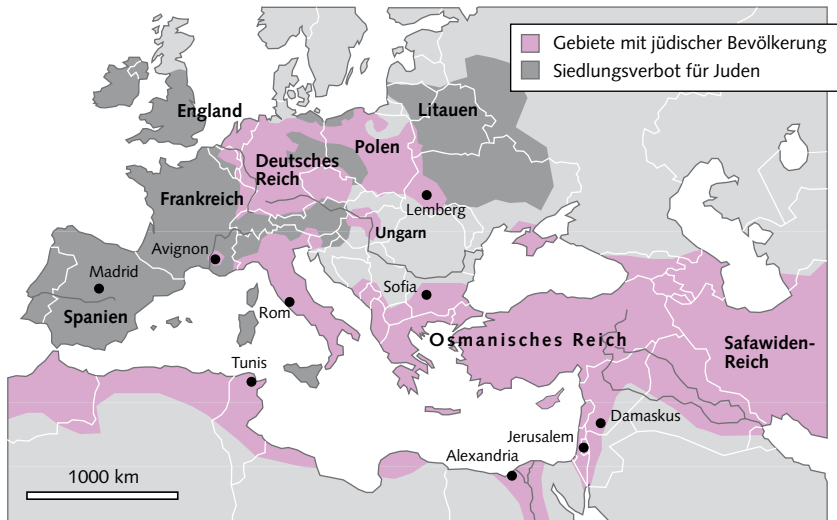 Gebiete mit jüdischer Bevölkerung
Siedlungsverbot für Juden
England
Litauen
Polen
Deutsches
Reich
Frankreich
Lemberg
Ungarn
Avignon
Madrid
Sofia
Rom
Spanien
Osmanisches Reich
Safawiden-
Reich
Tunis
Damaskus
Jerusalem
Alexandria
1000 km